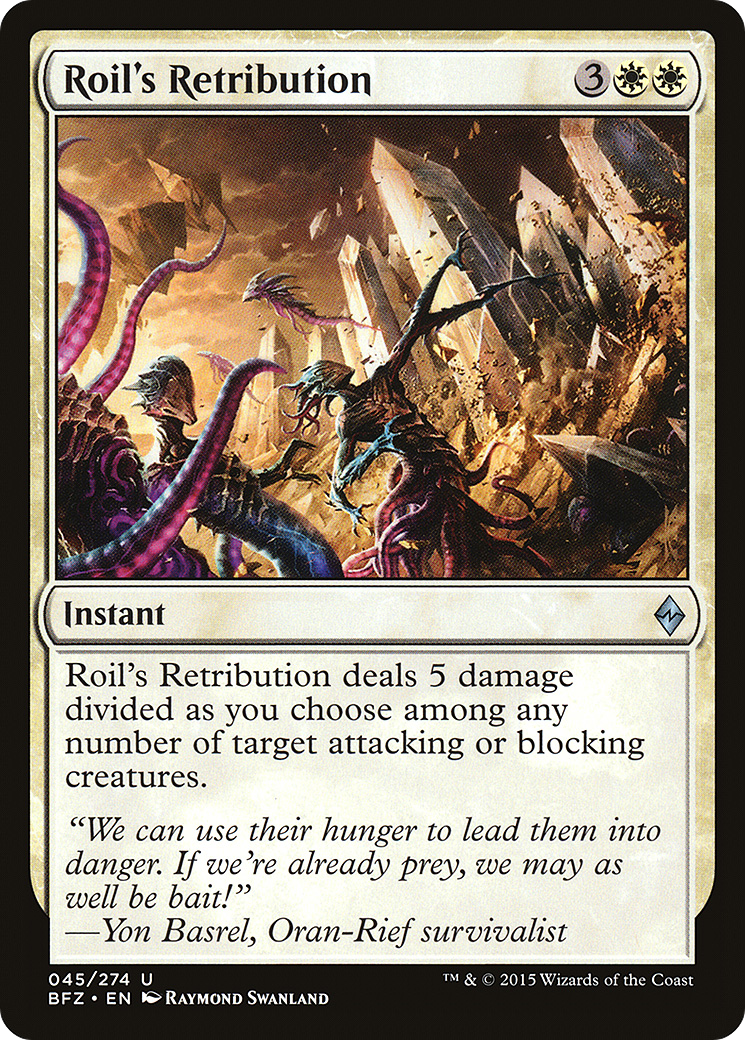 Roil's Retribution
3
Instant
Roil's Retribution deals 5 damage
divided as you choose among any
number of target attacking or blocking
creatures.
“We can use their hunger to lead them into
danger. If we're already prey, we may as
well be bait!”
—Yon Basrel, Oran-Rief survivalist
045/274 U
BFZ • EN Raymond Swanland
™ & © 2015 Wizards of the Coast